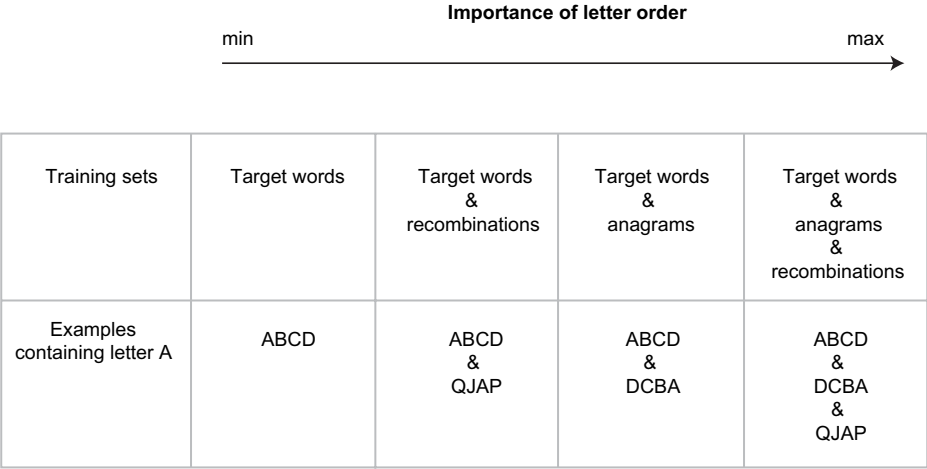 Importance of letter order
min
max
Training sets
Target words
Target words
&
recombinations
Target words
&
anagrams
Target words
&
anagrams
&
recombinations
Examples
containing letter A
ABCD
ABCD
&
QJAP
ABCD
&
DCBA
ABCD
&
DCBA
&
QJAP